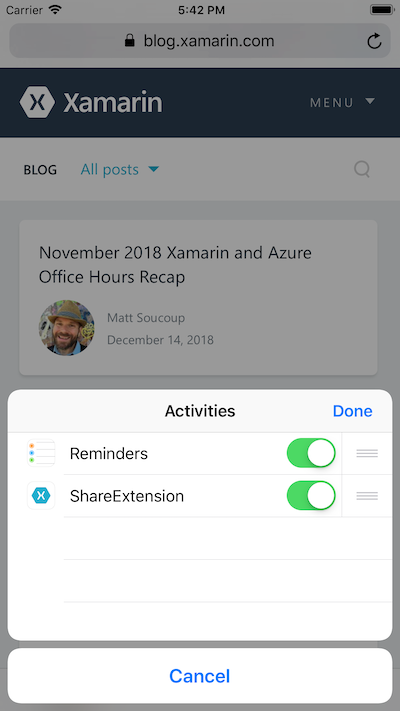 Carrier 5:42 PM
blog.xamarin.com
Xamarin MENU
BLOG All posts
November 2018 Xamarin and Azure
Office Hours Recap
Matt Soucoup
December 14, 2018
Activities Done
Reminders
ShareExtension
Cancel